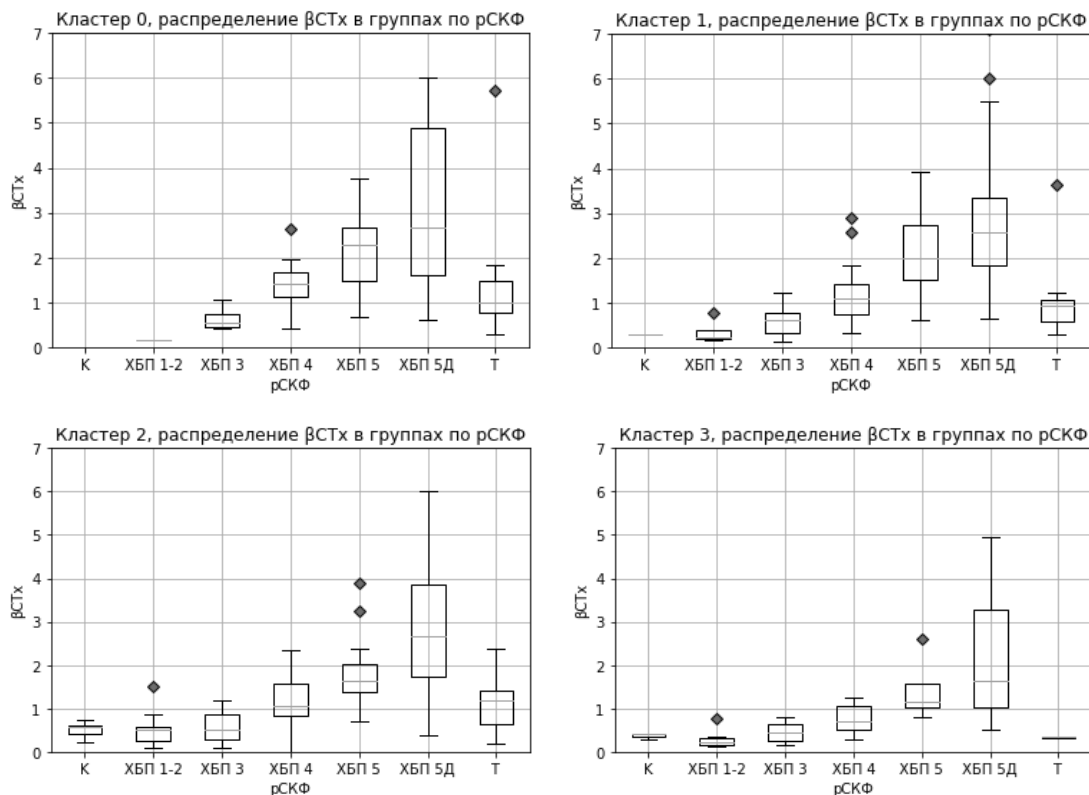 Кластер 0, распределение βCTx в группах по рСКФ
7
6
5
4
3
2
1
0
βCTx
K
ХБП 1-2
ХБП 3
ХБП 4
ХБП 5
ХБП 5Д
Т
рСКФ
Кластер 1, распределение βCTx в группах по рСКФ
7
6
5
4
3
2
1
0
βCTx
K
ХБП 1-2
ХБП 3
ХБП 4
ХБП 5
ХБП 5Д
Т
рСКФ
Кластер 2, распределение βCTx в группах по рСКФ
7
6
5
4
3
2
1
0
βCTx
K
ХБП 1-2
ХБП 3
ХБП 4
ХБП 5
ХБП 5Д
Т
рСКФ
Кластер 3, распределение βCTx в группах по рСКФ
7
6
5
4
3
2
1
0
βCTx
K
ХБП 1-2
ХБП 3
ХБП 4
ХБП 5
ХБП 5Д
Т
рСКФ